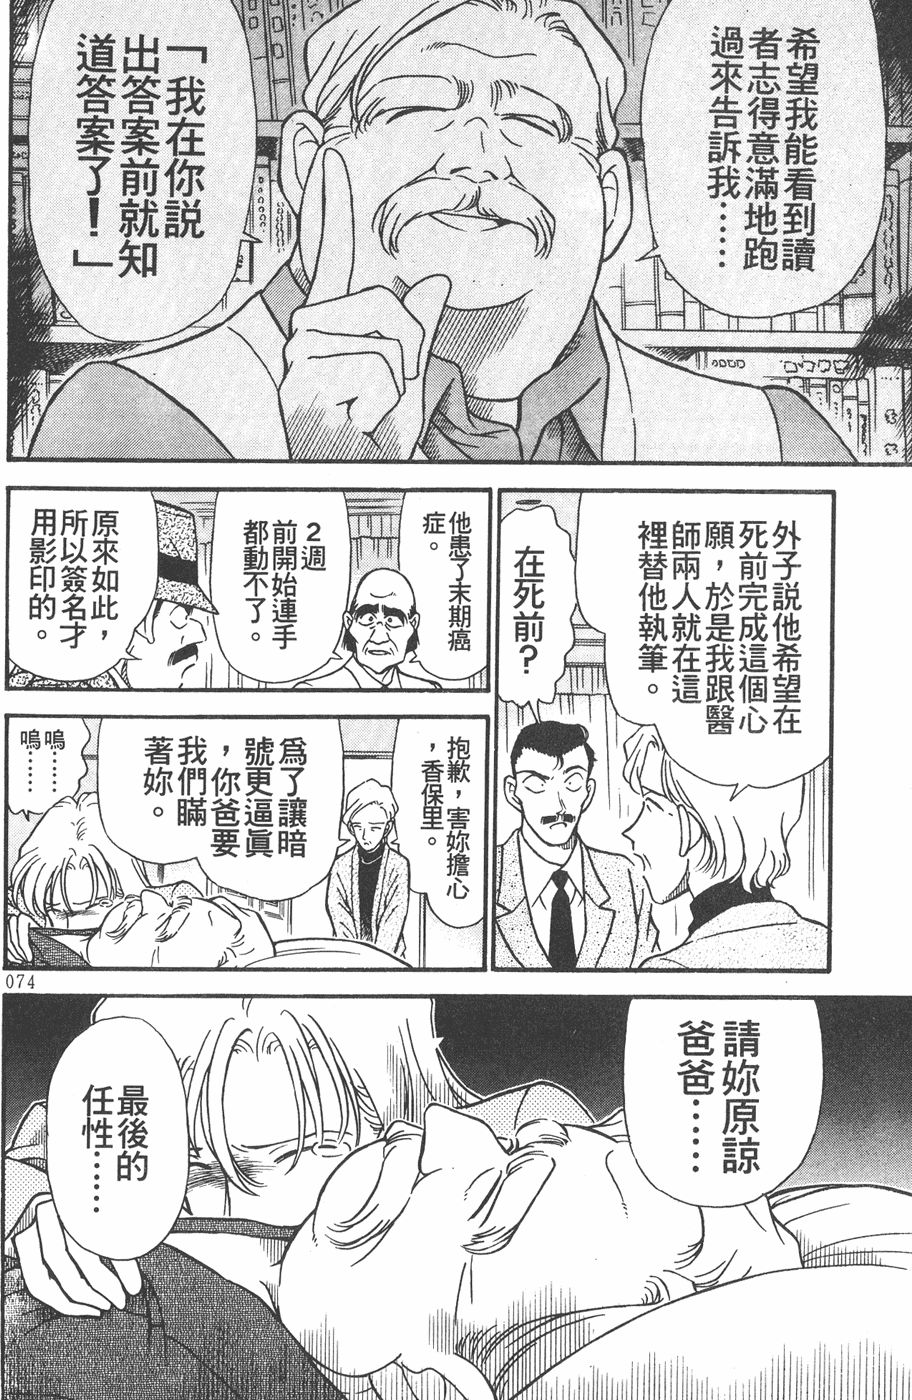 希望我能看到讀
者志得意滿地跑
過來告訴我……
「我在你說
出答案前就知
道答案了！」
外子說他希望在
死前完成這個心
願，於是我跟醫
師兩人就在這
裡替他執筆。
在死前？
他患了末期癌
症。
2週
前開始連手
都動不了。
原來如此，
所以簽名才
用影印的。
抱歉，害妳擔心
，香保里。
為了讓暗
號更逼真
，你爸要
我們瞞
著妳。
嗚……
嗚……
074
請妳原諒
爸爸……
最後的
任性……